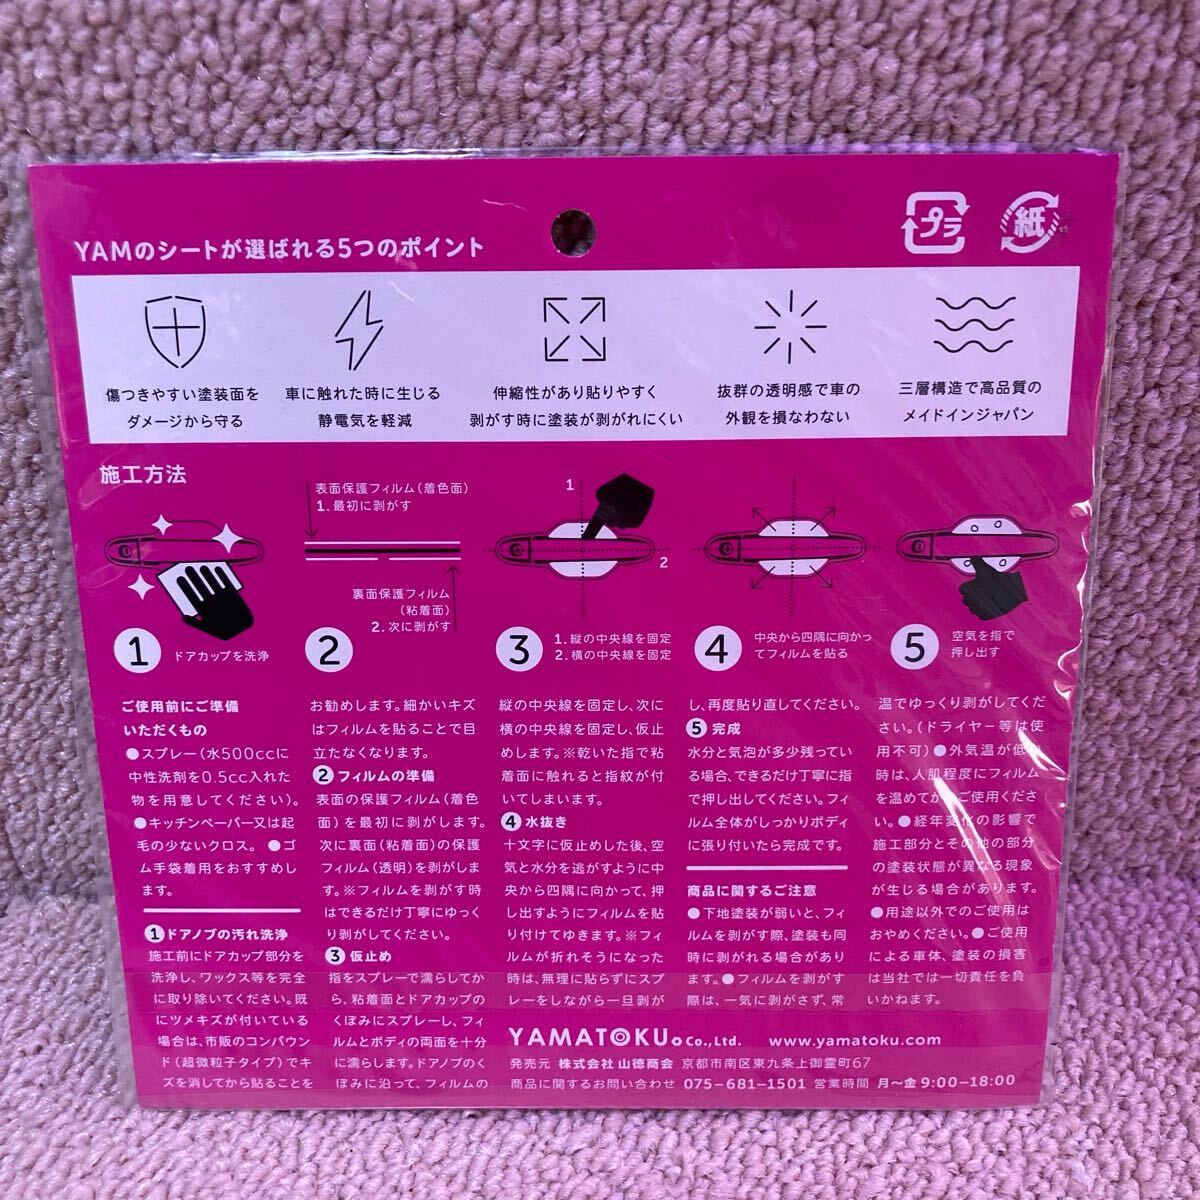 プラ
紙
YAMのシートが選ばれる5つのポイント
傷つきやすい塗装面を
ダメージから守る
車に触れた時に生じる
静電気を軽減
伸縮性があり貼りやすく
剥がす時に塗装が剥がれにくい
抜群の透明感で車の
外観を損なわない
三層構造で高品質の
メイドインジャパン
施工方法
表面保護フィルム(着色面)
1. 最初に剥がす
裏面保護フィルム
(粘着面)
2. 次に剥がす
1
2
1 ドアカップを洗浄
2
3
1. 縦の中央線を固定
2. 横の中央線を固定
4
中央から四隅に向かっ
てフィルムを貼る
5
空気を指で
押し出す
ご使用前にご準備
いただくもの
●スプレー(水500ccに
中性洗剤を0.5cc入れた
物を用意してください)。
●キッチンペーパー又は起
毛の少ないクロス。 ●ゴ
ム手袋着用をおすすめし
ます。
1 ドアノブの汚れ洗浄
施工前にドアカップ部分を
洗浄し、ワックス等を完全
に取り除いてください。既
にツメキズが付いている
場合は、市販のコンパウン
ド(超微粒子タイプ)でキ
ズを消してから貼ることを
お勧めします。細かいキズ
はフィルムを貼ることで目
立たなくなります。
2 フィルムの準備
表面の保護フィルム(着色
面)を最初に剥がします。
次に裏面(粘着面)の保護
フィルム(透明)を剥がしま
す。※フィルムを剥がす時
はできるだけ丁寧にゆっく
り剥がしてください。
3 仮止め
指をスプレーで濡らしてか
ら、粘着面とドアカップの
くぼみにスプレーし、フィ
ルムとボディの両面を十分
に濡らします。ドアノブのく
ぼみに沿って、フィルムの
縦の中央線を固定し、次に
横の中央線を固定し、仮止
めします。※乾いた指で粘
着面に触れると指紋が付
いてしまいます。
4 水抜き
十文字に仮止めした後、空
気と水分を逃がすように中
央から四隅に向かって、押
し出すようにフィルムを貼
り付けてゆきます。※フィ
ルムが折れそうになった
時は、無理に貼らずにスプ
レーをしながら一旦剥が
し、再度貼り直してください。
5 完成
水分と気泡が多少残ってい
る場合、できるだけ丁寧に指
で押し出してください。フィ
ルム全体がしっかりボディ
に張り付いたら完成です。
商品に関するご注意
●下地塗装が弱いと、フィ
ルムを剥がす際、塗装も同
時に剥がれる場合があり
ます。●フィルムを剥がす
際は、一気に剥がさず、常
温でゆっくり剥がしてくだ
さい。(ドライヤー等は使
用不可)●外気温が低い
時は、人肌程度にフィルム
を温めてからご使用くださ
い。●経年変化の影響で
施工部分とその他の部分
の塗装状態が異なる現象
が生じる場合があります。
●用途以外でのご使用は
おやめください。●ご使用
による車体、塗装の損害
は当社では一切責任を負
いかねます。
YAMATOKU. Co.,Ltd. www.yamatoku.com
発売元 株式会社 山徳商会 京都市南区東九条上御霊町67
商品に関するお問い合わせ 075-681-1501 営業時間 月～金 9:00-18:00